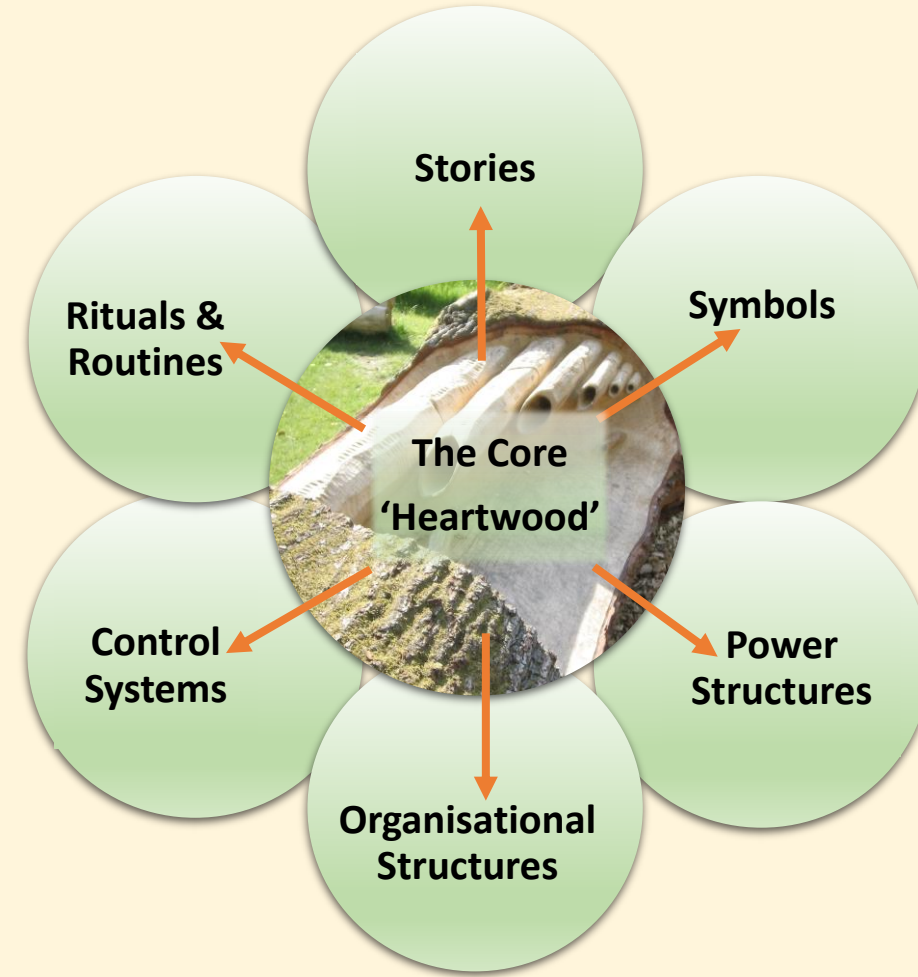 Stories
Symbols
Rituals &
Routines
The Core
‘Heartwood’
Control
Systems
Power
Structures
Organisational
Structures